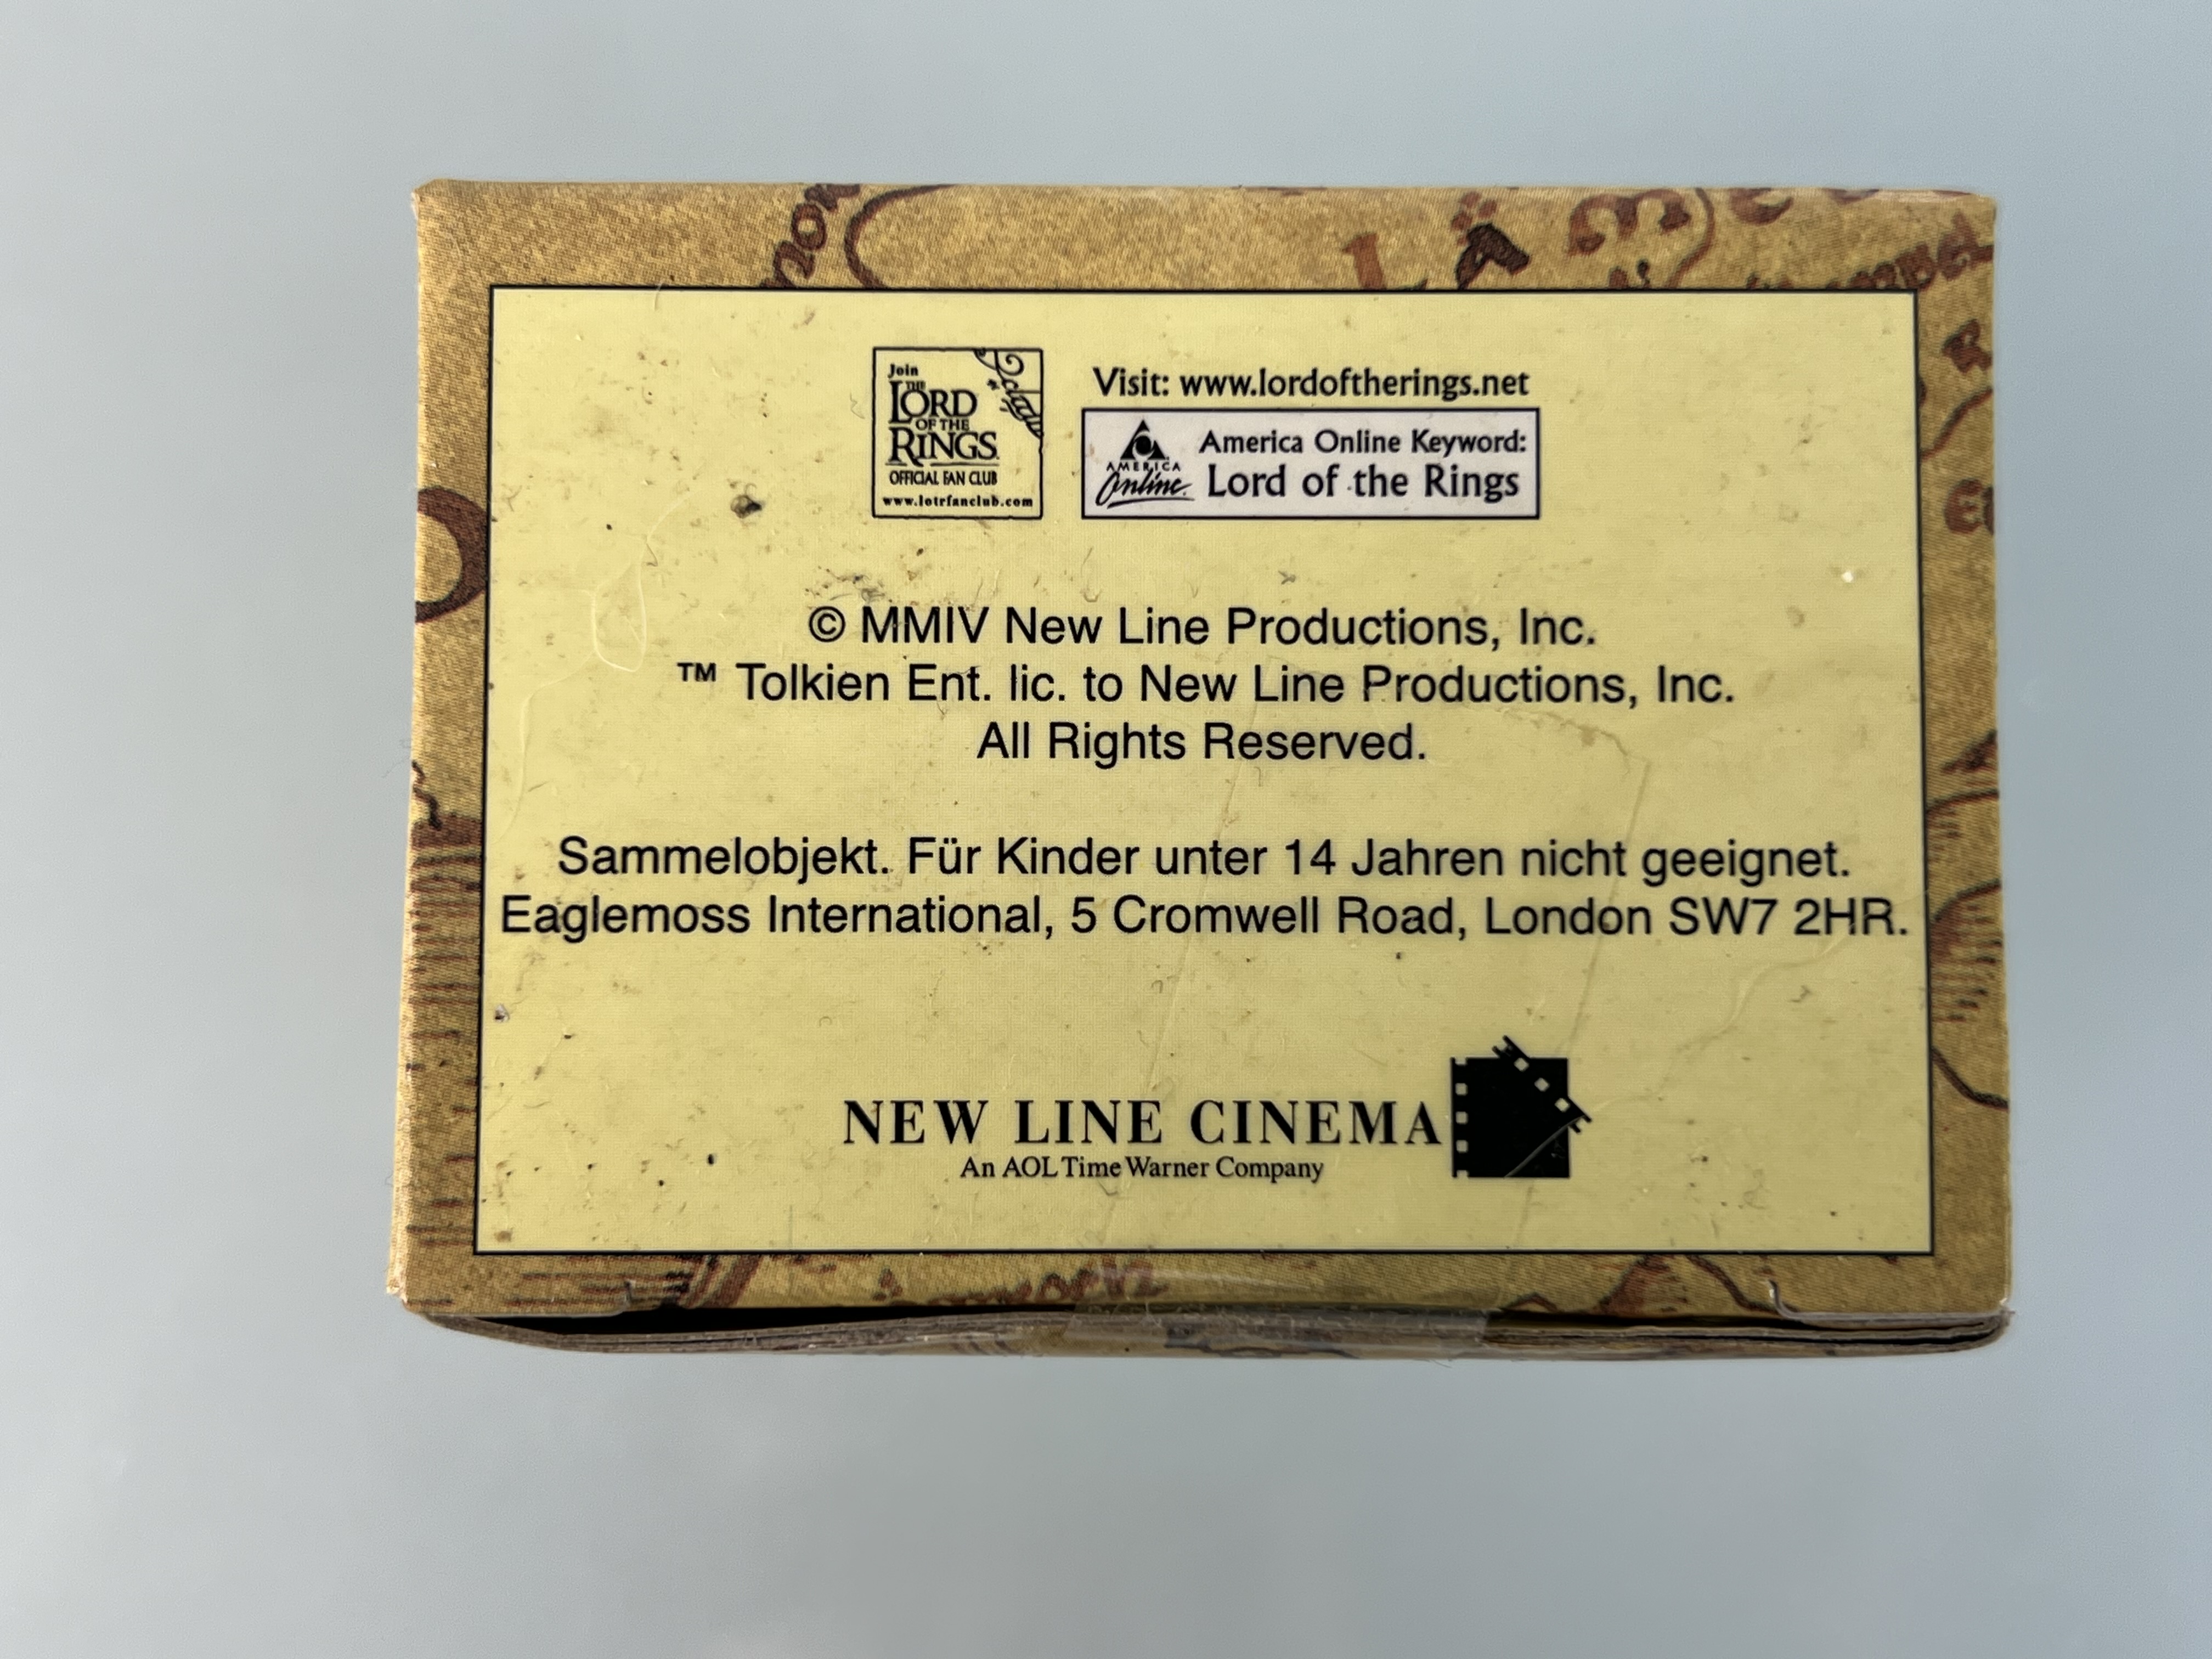 Join
THE
LORD
OF THE
RINGS
OFFICIAL FAN CLUB
www.lotrfanclub.com
Visit: www.lordoftherings.net
AMERICA
Online
America Online Keyword:
Lord of the Rings
© MMIV New Line Productions, Inc.
™ Tolkien Ent. lic. to New Line Productions, Inc.
All Rights Reserved.
Sammelobjekt. Für Kinder unter 14 Jahren nicht geeignet.
Eaglemoss International, 5 Cromwell Road, London SW7 2HR.
NEW LINE CINEMA
An AOL Time Warner Company